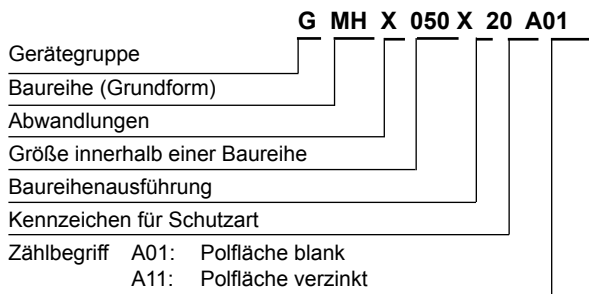 G MH X 050 X 20 A01
Gerätegruppe
Baureihe (Grundform)
Abwandlungen
Größe innerhalb einer Baureihe
Baureihenausführung
Kennzeichen für Schutzart
Zählbegriff A01: Polfläche blank
A11: Polfläche verzinkt